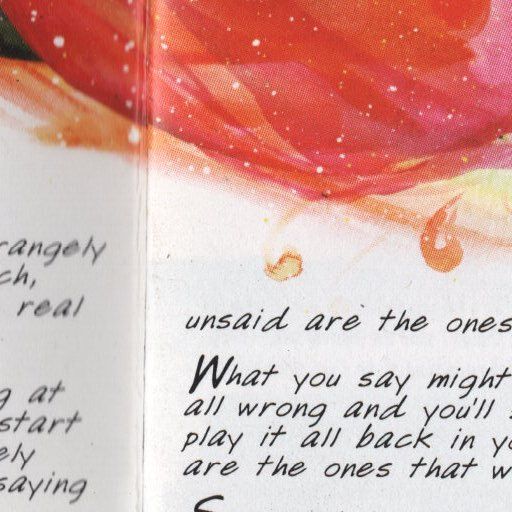 rangely
ch,
real
g at
start
ely
saying
unsaid are the ones
What you say might
all wrong and you'll
play it all back in yo
are the ones that w